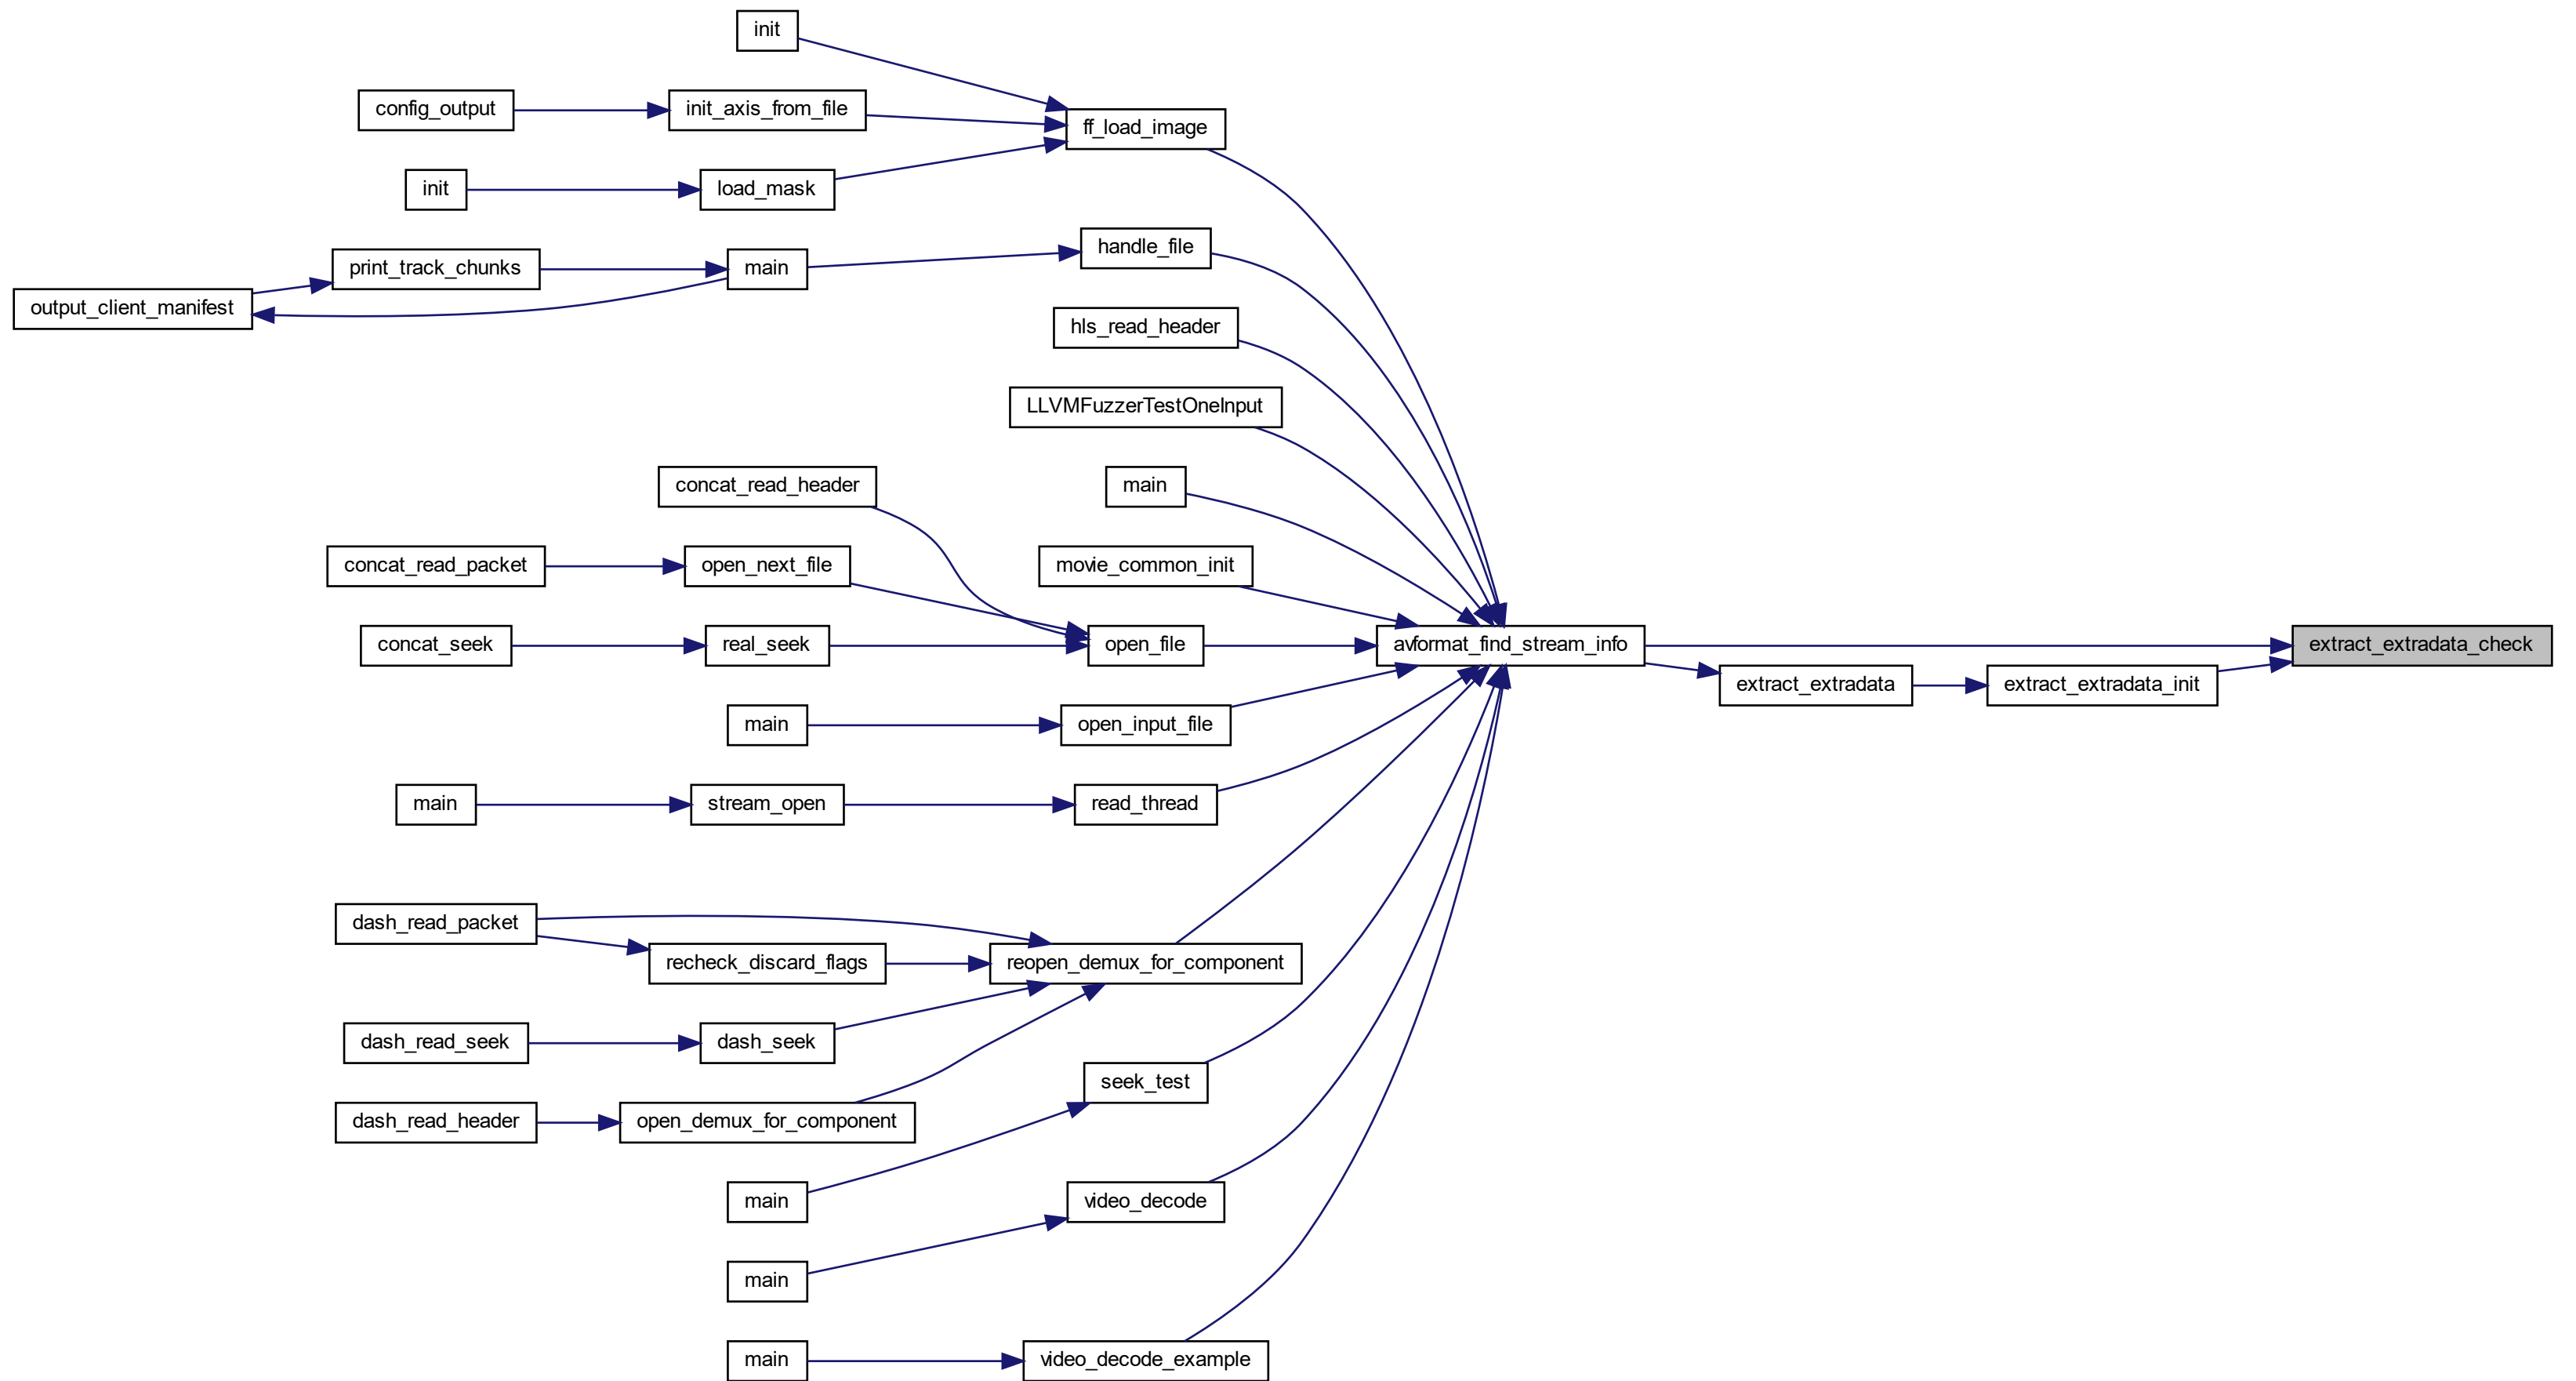 init
config_output
init_axis_from_file
ff_load_image
init
load_mask
handle_file
print_track_chunks
main
output_client_manifest
hls_read_header
LLVMFuzzerTestOneInput
concat_read_header
main
concat_read_packet
open_next_file
movie_common_init
concat_seek
real_seek
open_file
avformat_find_stream_info
extract_extradata_check
extract_extradata
extract_extradata_init
main
open_input_file
main
stream_open
read_thread
dash_read_packet
recheck_discard_flags
reopen_demux_for_component
dash_read_seek
dash_seek
seek_test
dash_read_header
open_demux_for_component
main
video_decode
main
main
video_decode_example